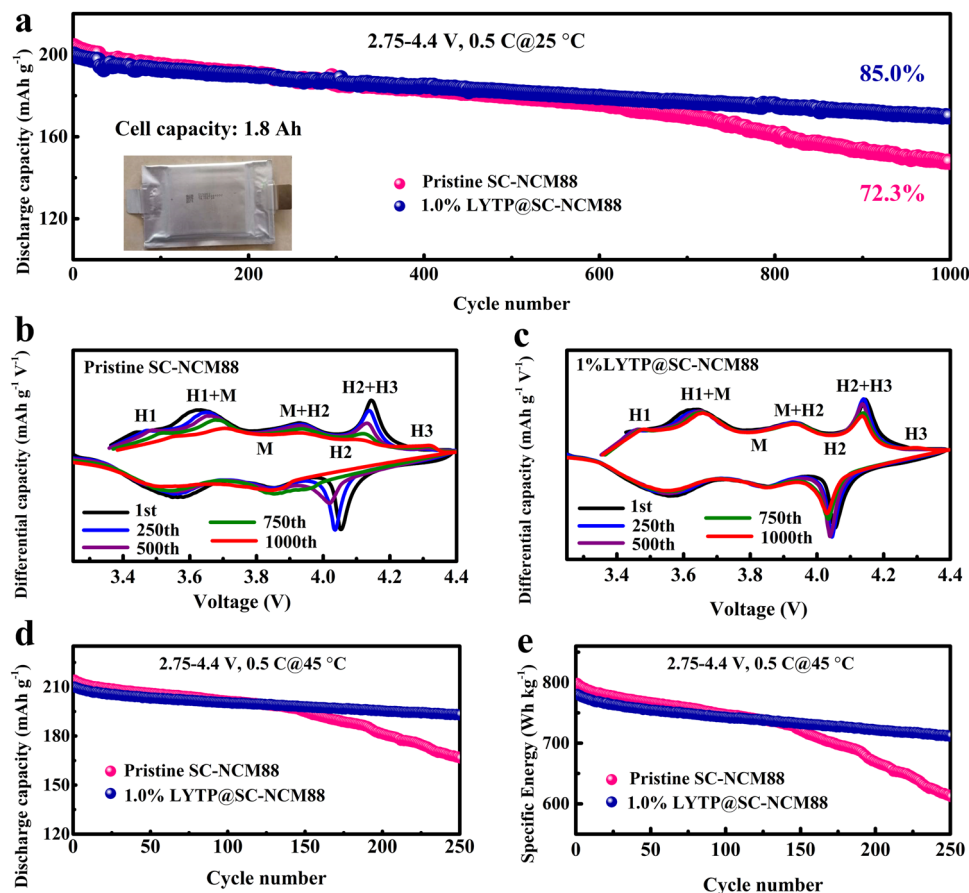 a
2.75-4.4 V, 0.5 C@25 °C
85.0%
Cell capacity: 1.8 Ah
Pristine SC-NCM88
1.0% LYTP@SC-NCM88
72.3%
Discharge capacity (mAh g⁻¹)
200
160
120
0 200 400 600 800 1000
Cycle number
b
Pristine SC-NCM88
H1
H1+M
M
M+H2
H2
H2+H3
H3
1st
250th
500th
750th
1000th
Differential capacity (mAh g⁻¹ V⁻¹)
3.4 3.6 3.8 4.0 4.2 4.4
Voltage (V)
c
1%LYTP@SC-NCM88
H1
H1+M
M
M+H2
H2
H2+H3
H3
1st
250th
500th
750th
1000th
Differential capacity (mAh g⁻¹ V⁻¹)
3.4 3.6 3.8 4.0 4.2 4.4
Voltage (V)
d
2.75-4.4 V, 0.5 C@45 °C
Pristine SC-NCM88
1.0% LYTP@SC-NCM88
Discharge capacity (mAh g⁻¹)
240
210
180
150
120
0 50 100 150 200 250
Cycle number
e
2.75-4.4 V, 0.5 C@45 °C
Pristine SC-NCM88
1.0% LYTP@SC-NCM88
Specific Energy (Wh kg⁻¹)
800
700
600
0 50 100 150 200 250
Cycle number